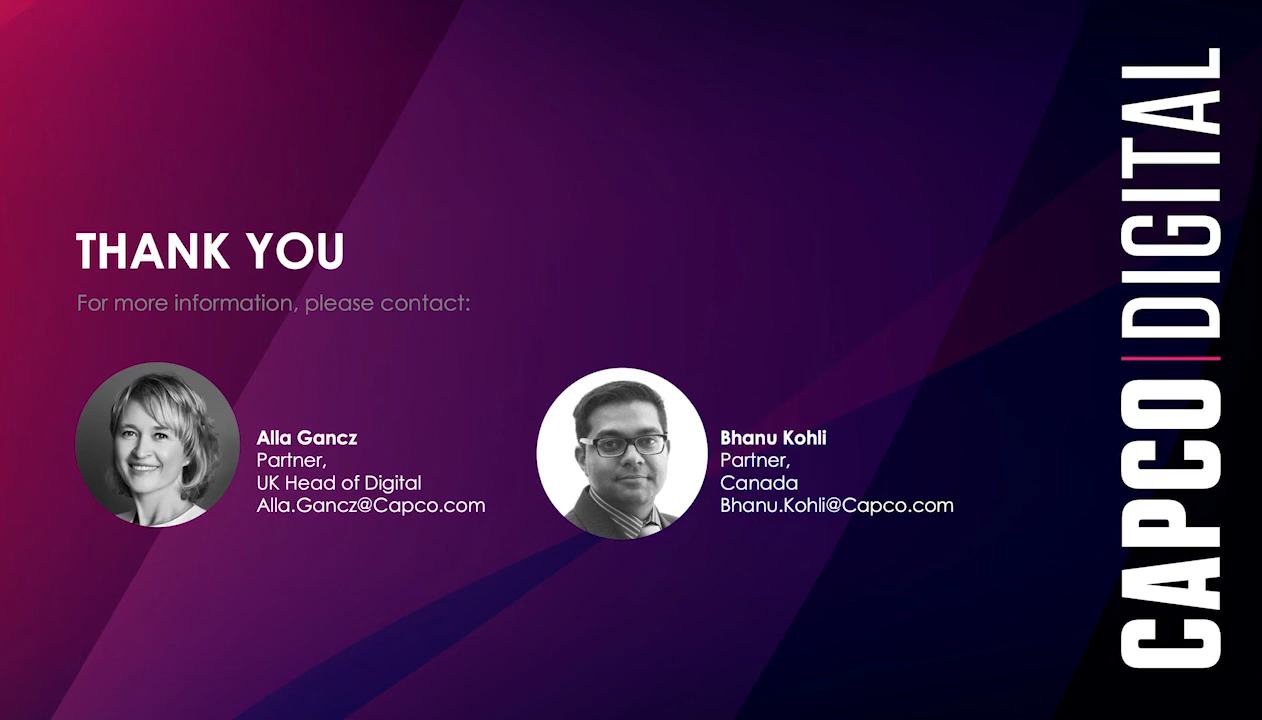 THANK YOU
For more information, please contact:
Alla Gancz
Partner,
UK Head of Digital
Alla.Gancz@Capco.com
Bhanu Kohli
Partner,
Canada
Bhanu.Kohli@Capco.com
CAPCO|DIGITAL